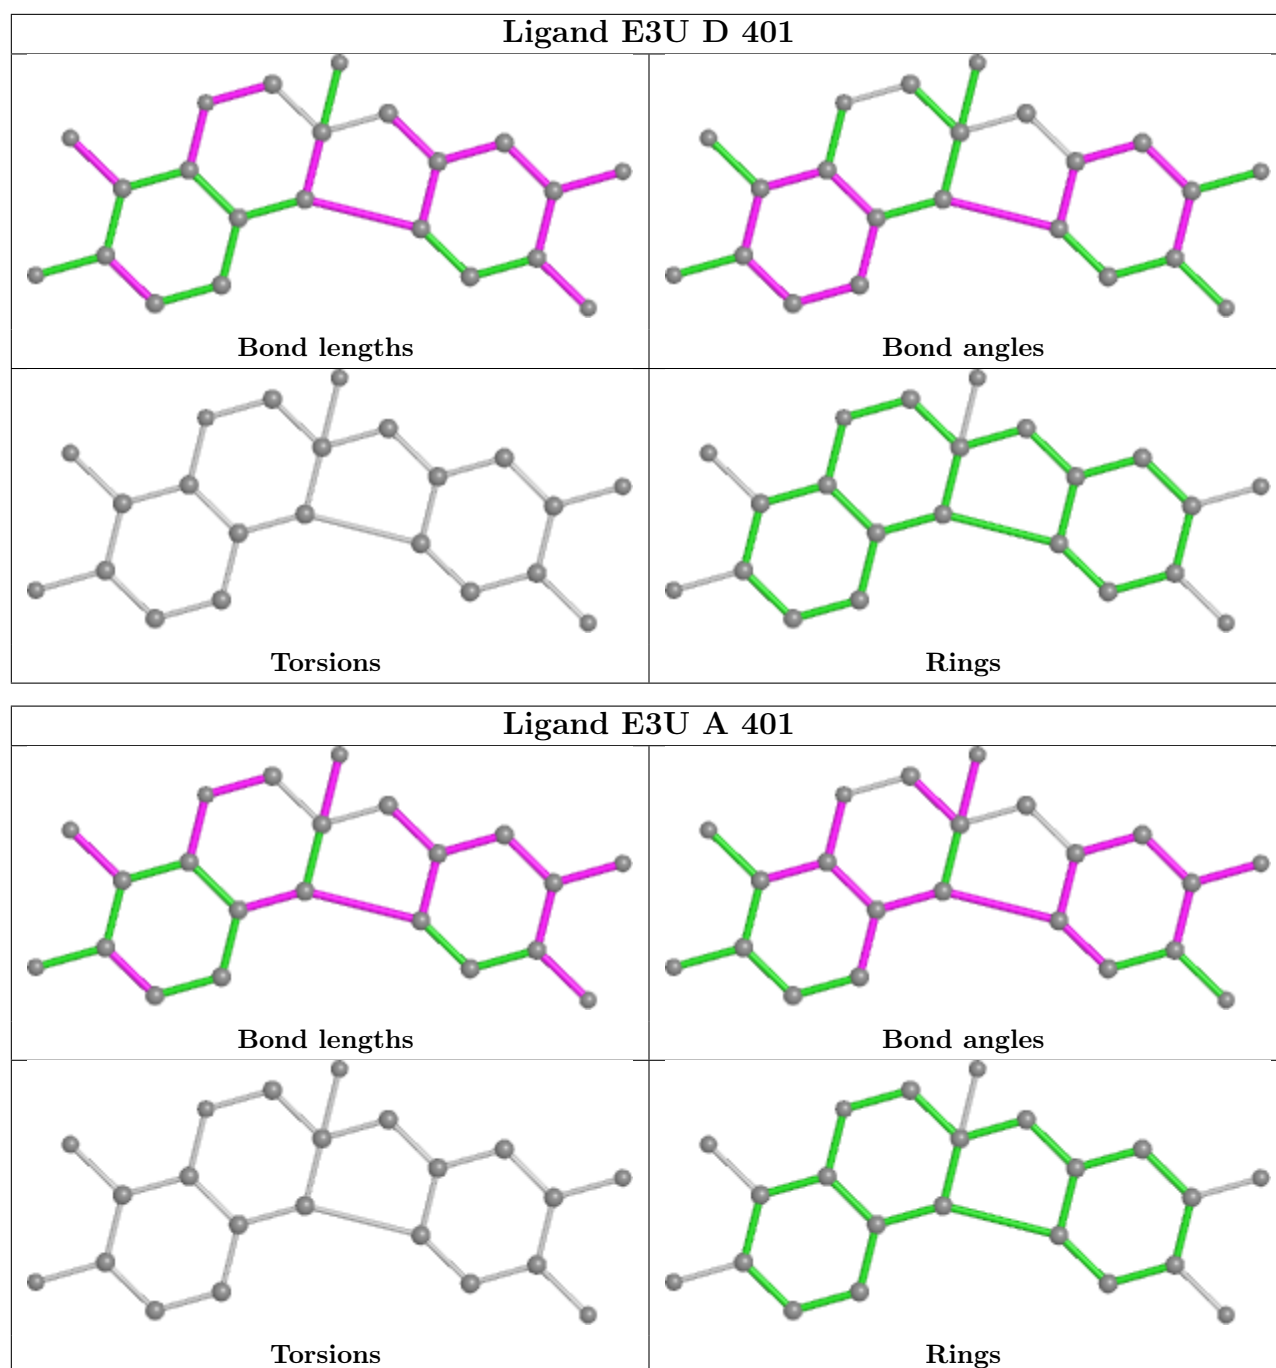 Ligand E3U D 401
Bond lengths
Bond angles
Torsions
Rings
Ligand E3U A 401
Bond lengths
Bond angles
Torsions
Rings